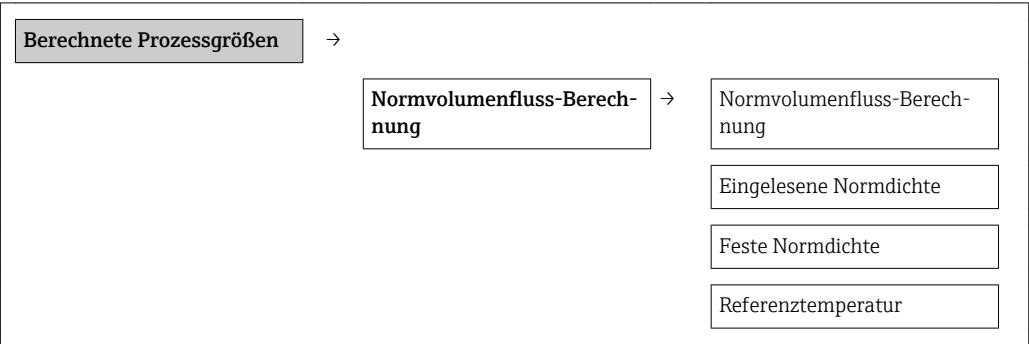 Berechnete Prozessgrößen →
Normvolumenfluss-Berech- → Normvolumenfluss-Berech-
nung nung
Eingelesene Normdichte
Feste Normdichte
Referenztemperatur